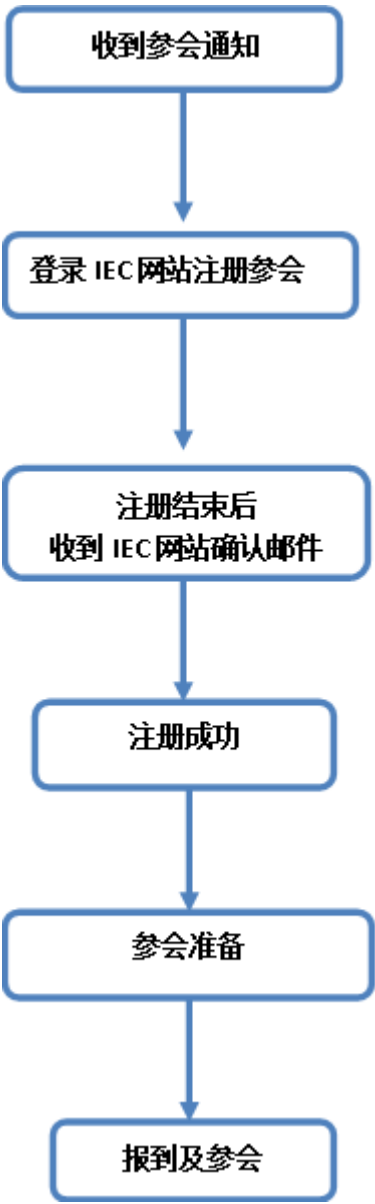 收到参会通知
登录 IEC 网站注册参会
注册结束后
收到 IEC 网站确认邮件
注册成功
参会准备
报到及参会